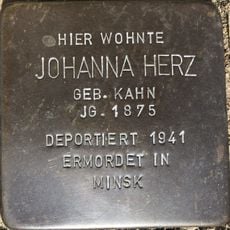 HIER WOHNTE
JOHANNA HERZ
GEB. KAHN
JG. 1875
DEPORTIERT 1941
ERMORDET IN
MINSK